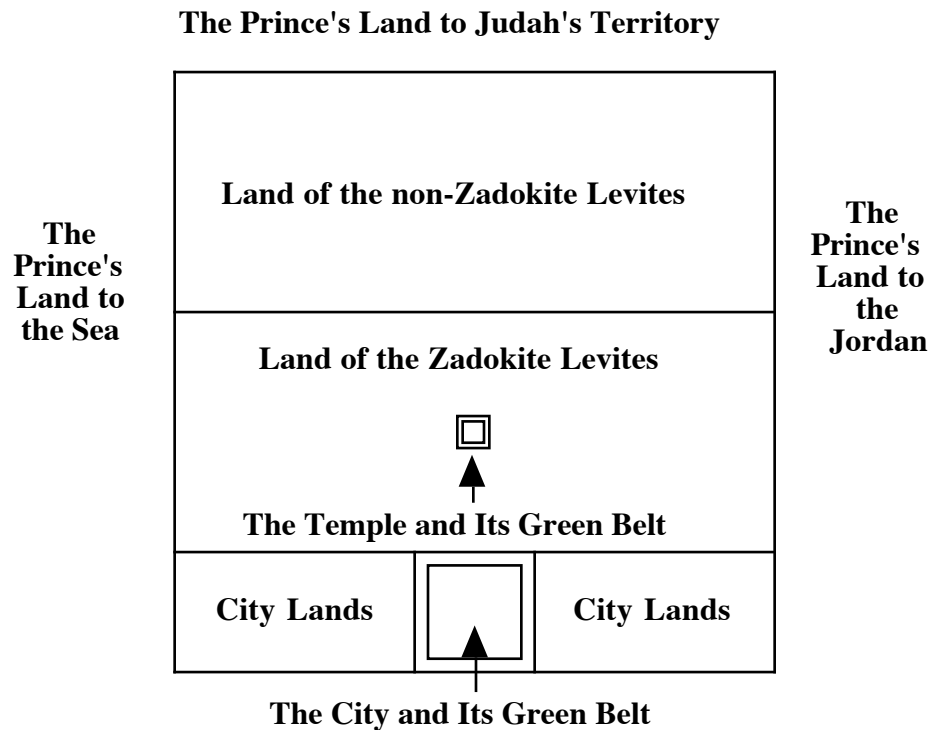 The Prince's Land to Judah's Territory
Land of the non-Zadokite Levites
The
Prince's
Land to
the Sea
The
Prince's
Land to
the
Jordan
Land of the Zadokite Levites
The Temple and Its Green Belt
City Lands
City Lands
The City and Its Green Belt